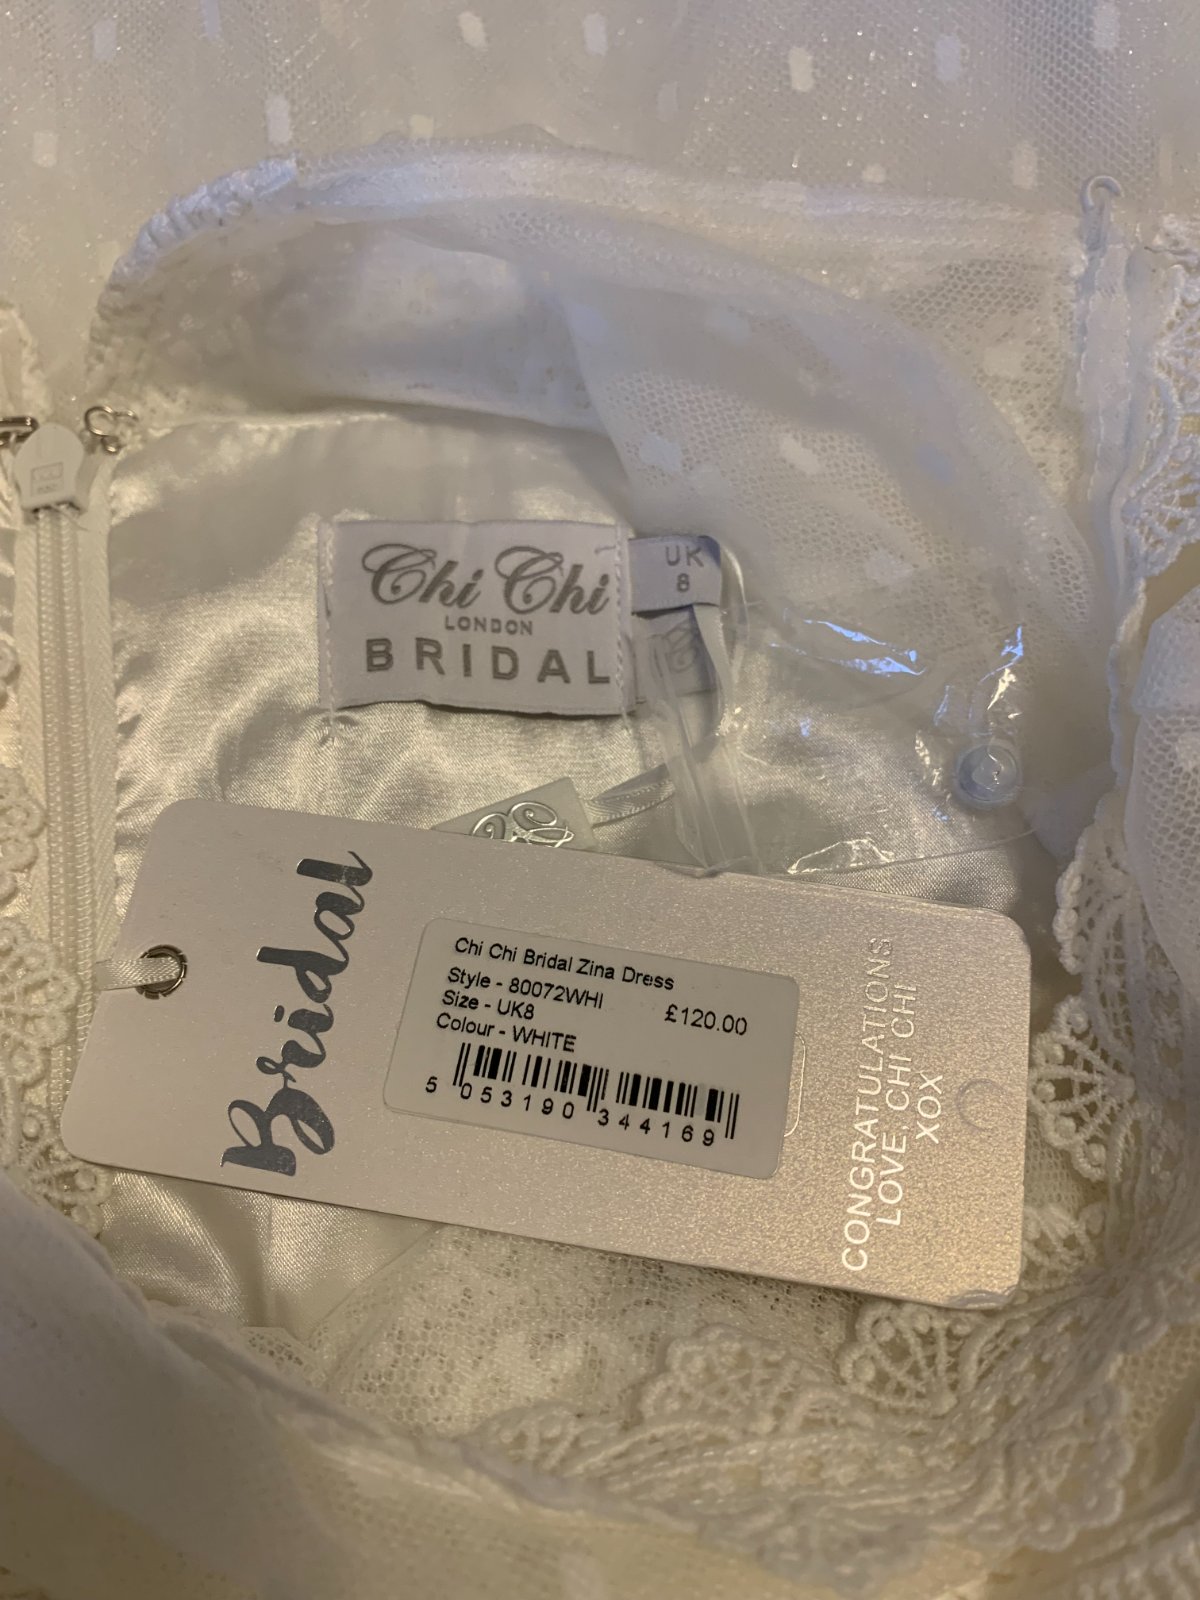 Chi Chi
LONDON
BRIDAL
UK
8
Bridal
Chi Chi Bridal Zina Dress
Style - 80072WHI
£120.00
Size - UK8
Colour - WHITE
5 053190 344169
CONGRATULATIONS
LOVE, CHI CHI
XOX